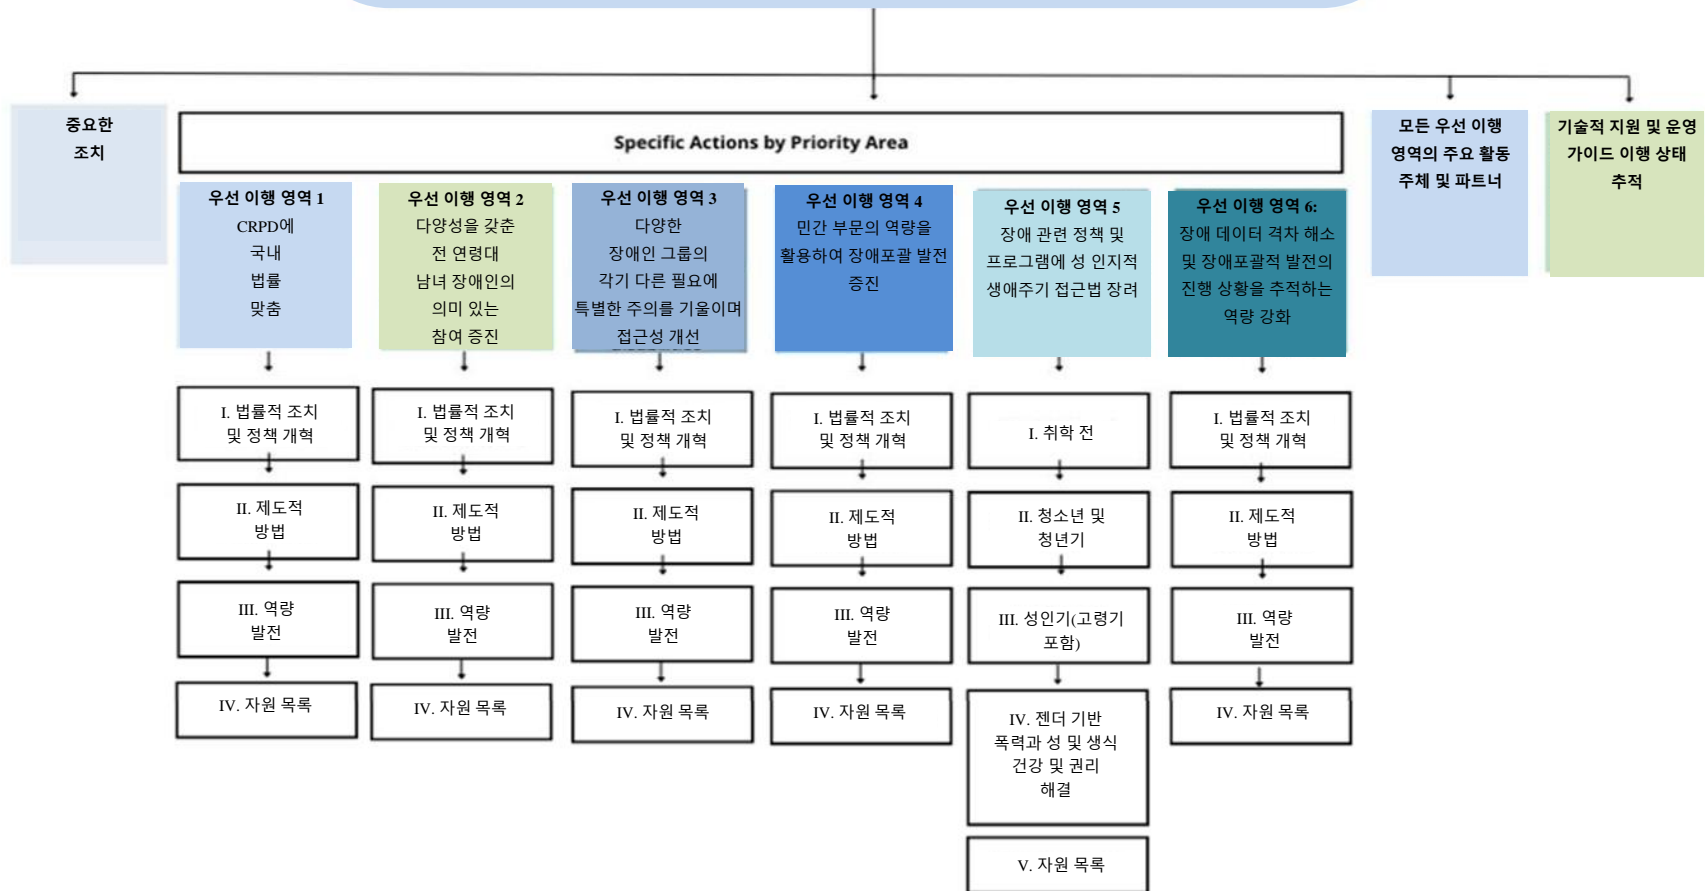 중요한
조치
Specific Actions by Priority Area
모든 우선 이행
영역의 주요 활동
주체 및 파트너
기술적 지원 및 운영
가이드 이행 상태
추적
우선 이행 영역 1
CRPD에
국내
법률
맞춤
우선 이행 영역 2
다양성을 갖춘
전 연령대
남녀 장애인의
의미 있는
참여 증진
우선 이행 영역 3
다양한
장애인 그룹의
각기 다른 필요에
특별한 주의를 기울이며
접근성 개선
우선 이행 영역 4
민간 부문의 역량을
활용하여 장애포괄 발전
증진
우선 이행 영역 5
장애 관련 정책 및
프로그램에 성 인지적
생애주기 접근법 장려
우선 이행 영역 6:
장애 데이터 격차 해소
및 장애포괄적 발전의
진행 상황을 추적하는
역량 강화
I. 법률적 조치
및 정책 개혁
II. 제도적
방법
III. 역량
발전
IV. 자원 목록
I. 법률적 조치
및 정책 개혁
II. 제도적
방법
III. 역량
발전
IV. 자원 목록
I. 법률적 조치
및 정책 개혁
II. 제도적
방법
III. 역량
발전
IV. 자원 목록
I. 법률적 조치
및 정책 개혁
II. 제도적
방법
III. 역량
발전
IV. 자원 목록
I. 취학 전
II. 청소년 및
청년기
III. 성인기(고령기
포함)
IV. 젠더 기반
폭력과 성 및 생식
건강 및 권리
해결
V. 자원 목록
I. 법률적 조치
및 정책 개혁
II. 제도적
방법
III. 역량
발전
IV. 자원 목록